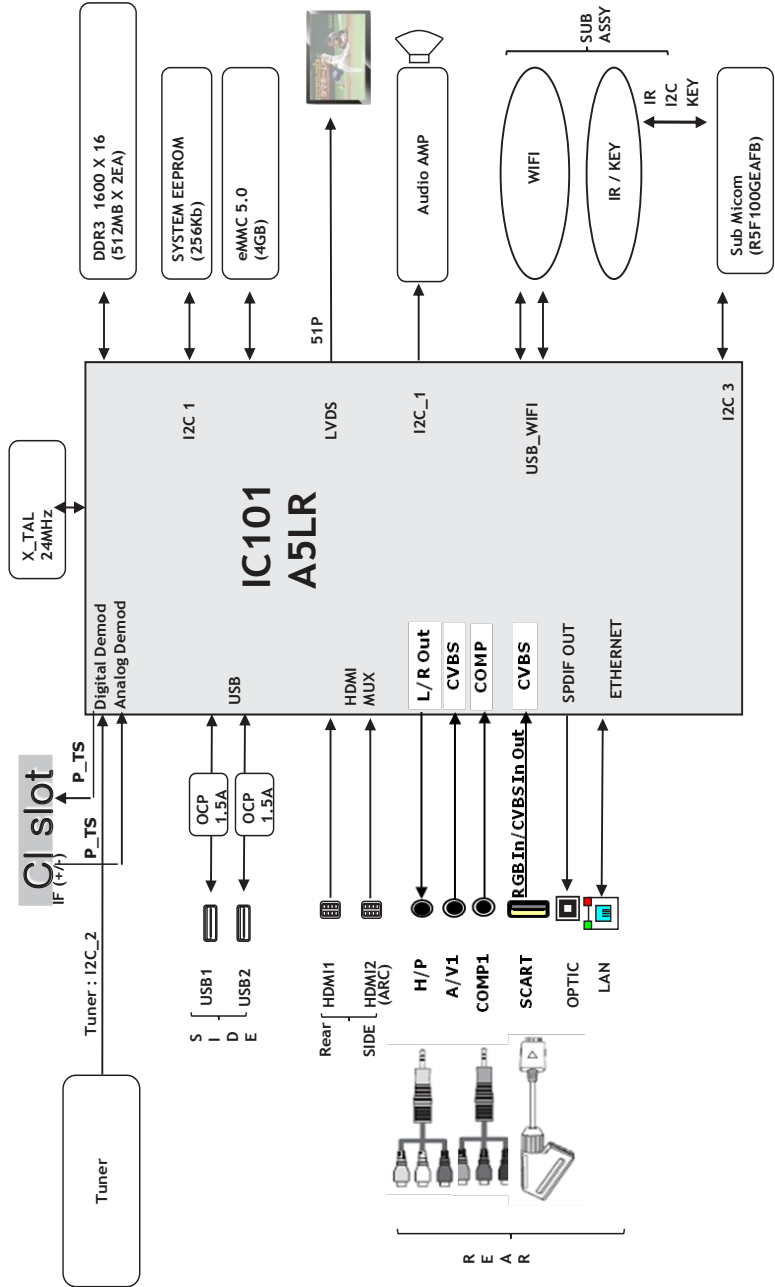 X_TAL
24MHz
DDR3 1600 X 16
(512MB X 2EA)
SYSTEM EEPROM
(256Kb)
eMMC 5.0
(4GB)
51P
Audio AMP
WIFI
IR / KEY
SUB
ASSY
IR
I2C
KEY
Sub Micom
(R5F100GEAFB)
I2C 1
LVDS
I2C_1
USB_WIFI
I2C 3
IC101
A5LR
Digital Demod
Analog Demod
USB
HDMI
MUX
L/R Out
CVBS
COMP
CVBS
SPDIF OUT
ETHERNET
CI slot
IF (+/-)
P_TS
P_TS
Tuner : I2C_2
Tuner
OCP
1.5A
OCP
1.5A
RGB In/CVBS In Out
USB1
USB2
SIDE
HDMI1
HDMI2
(ARC)
Rear
SIDE
H/P
A/V1
COMP1
SCART
OPTIC
LAN
REAR